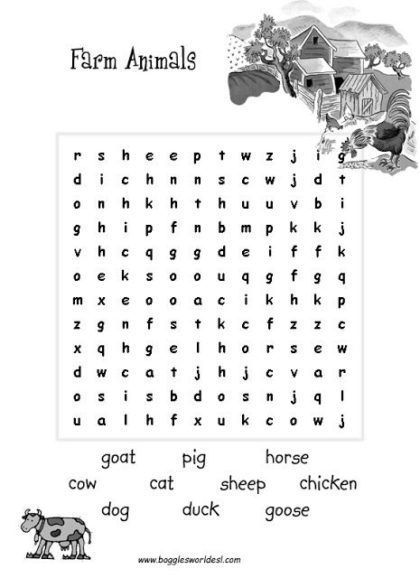 Farm Animals
r s h e e p t w z j i g
d i c h n n s c w j d t
o n h k h t h u u v b i
g h i p f n b m p k k j
v h c q g g d e i f f k
o e k s o o u q g f g q
m x e o o a c i k h k p
z g n f s t k c f z z c
x q h g e l h o r s e w
d w c a t j h j c v a r
o s i s b d o s n j q l
u a l h f x u k c o w j
goat pig horse
cow cat sheep chicken
dog duck goose
www.bogglesworldesl.com